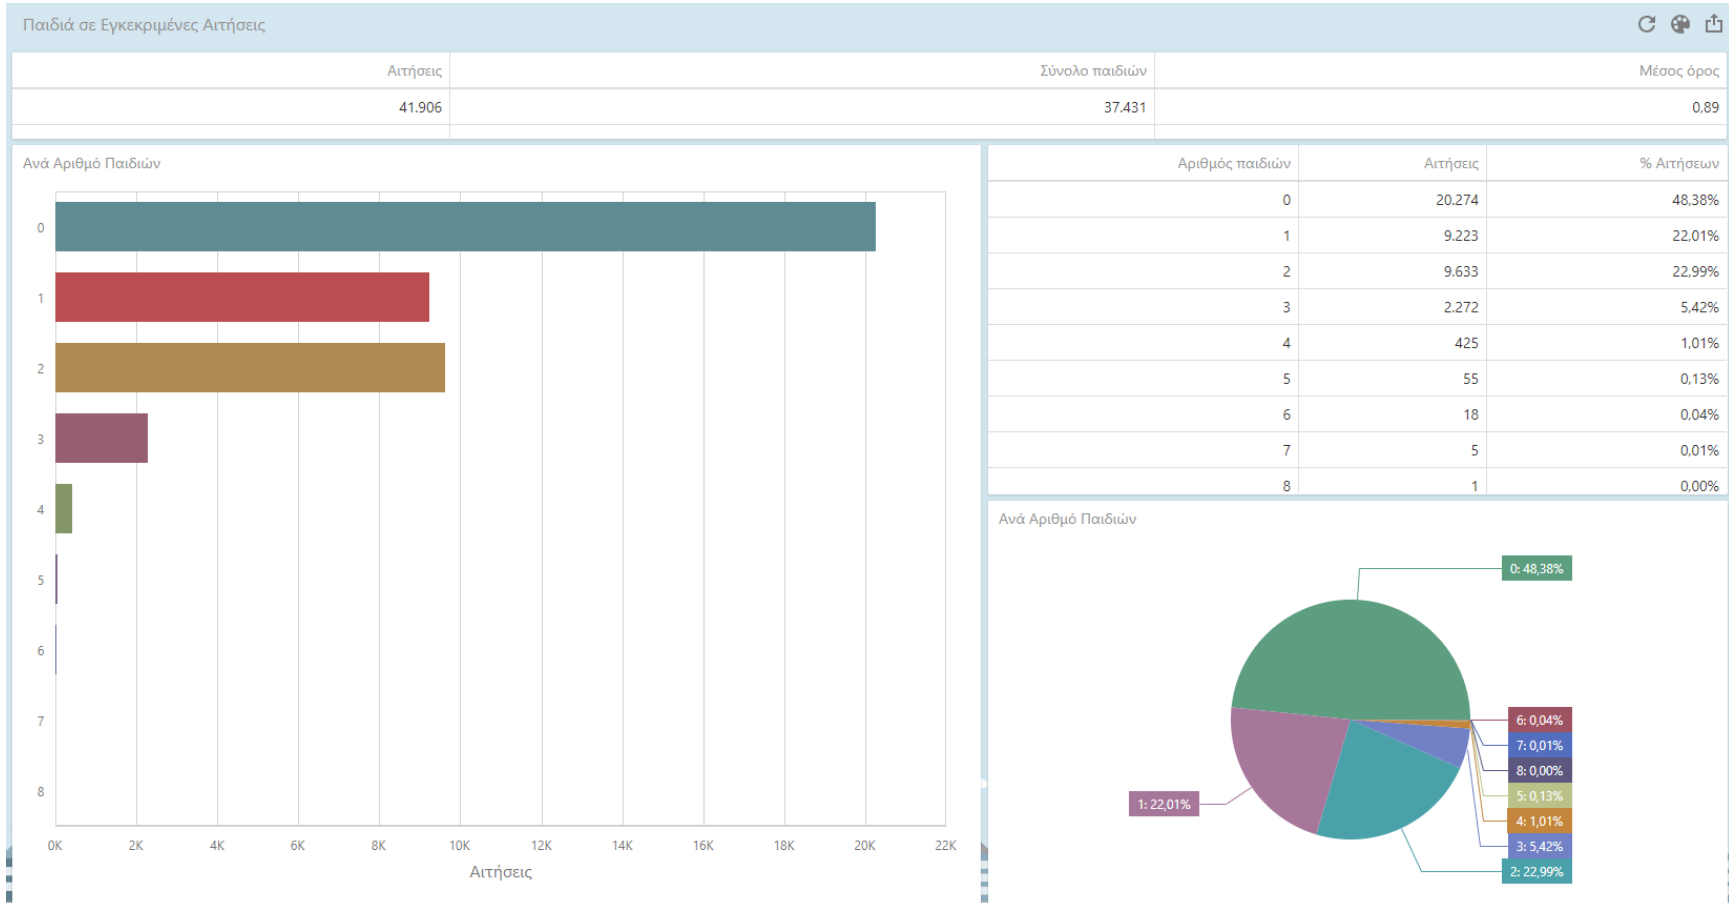 Παιδιά σε Εγκεκριμένες Αιτήσεις
Αιτήσεις Σύνολο παιδιών Μέσος όρος
41.906 37.431 0,89
Ανά Αριθμό Παιδιών
0
1
2
3
4
5
6
7
8
0K 2K 4K 6K 8K 10K 12K 14K 16K 18K 20K 22K
Αιτήσεις
Αριθμός παιδιών Αιτήσεις % Αιτήσεων
0 20.274 48,38%
1 9.223 22,01%
2 9.633 22,99%
3 2.272 5,42%
4 425 1,01%
5 55 0,13%
6 18 0,04%
7 5 0,01%
8 1 0,00%
Ανά Αριθμό Παιδιών
0: 48,38%
6: 0,04%
7: 0,01%
8: 0,00%
5: 0,13%
1: 22,01%
4: 1,01%
3: 5,42%
2: 22,99%